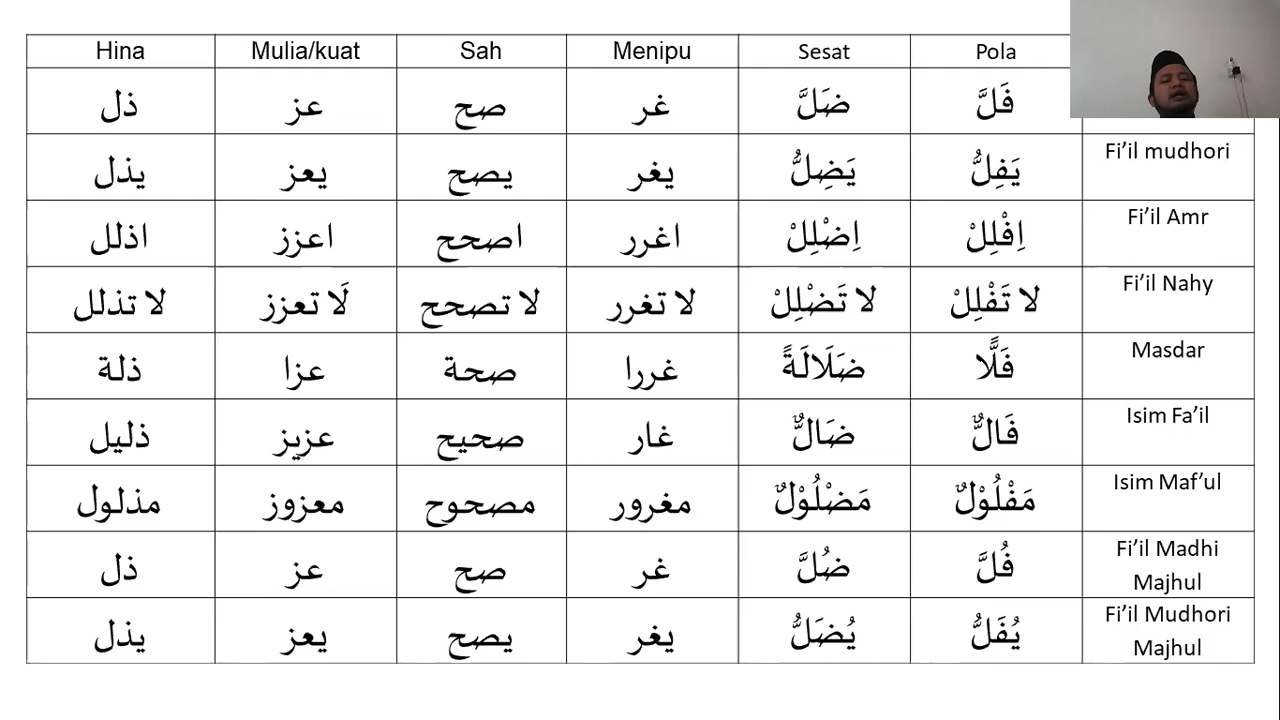 Hina Mulia/kuat Sah Menipu Sesat Pola
ذل عز صح غر ضَلَّ فَلَّ
يذل يعز يصح يغر يَضِلُّ يَفِلُّ Fi’il mudhori
اذلل اعزز اصحح اغرر اِضْلِلْ اِفْلِلْ Fi’il Amr
لا تذلل لَا تعزز لا تصحح لا تغرر لا تَضْلِلْ لا تَفْلِلْ Fi’il Nahy
ذلة عزا صحة غررا ضَلَالَةً فَلًّا Masdar
ذليل عزيز صحيح غار ضَالٌّ فَالٌّ Isim Fa’il
مذلول معزوز مصحوح مغرور مَضْلُوْلٌ مَفْلُوْلٌ Isim Maf’ul
ذل عز صح غر ضُلَّ فُلَّ Fi’il Madhi
Majhul
يذل يعز يصح يغر يُضَلُّ يُفَلُّ Fi’il Mudhori
Majhul